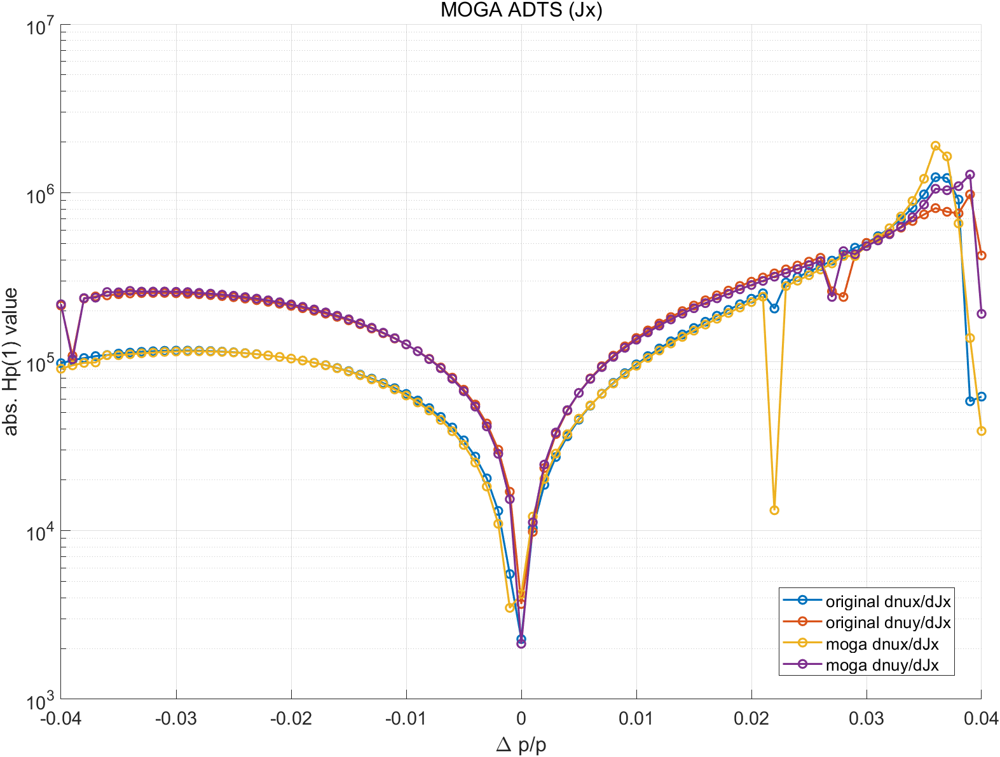 MOGA ADTS (Jx)
10^7
10^6
10^5
10^4
10^3
abs. Hp(1) value
-0.04 -0.03 -0.02 -0.01 0 0.01 0.02 0.03 0.04
Δ p/p
original dnux/dJx
original dnuy/dJx
moga dnux/dJx
moga dnuy/dJx